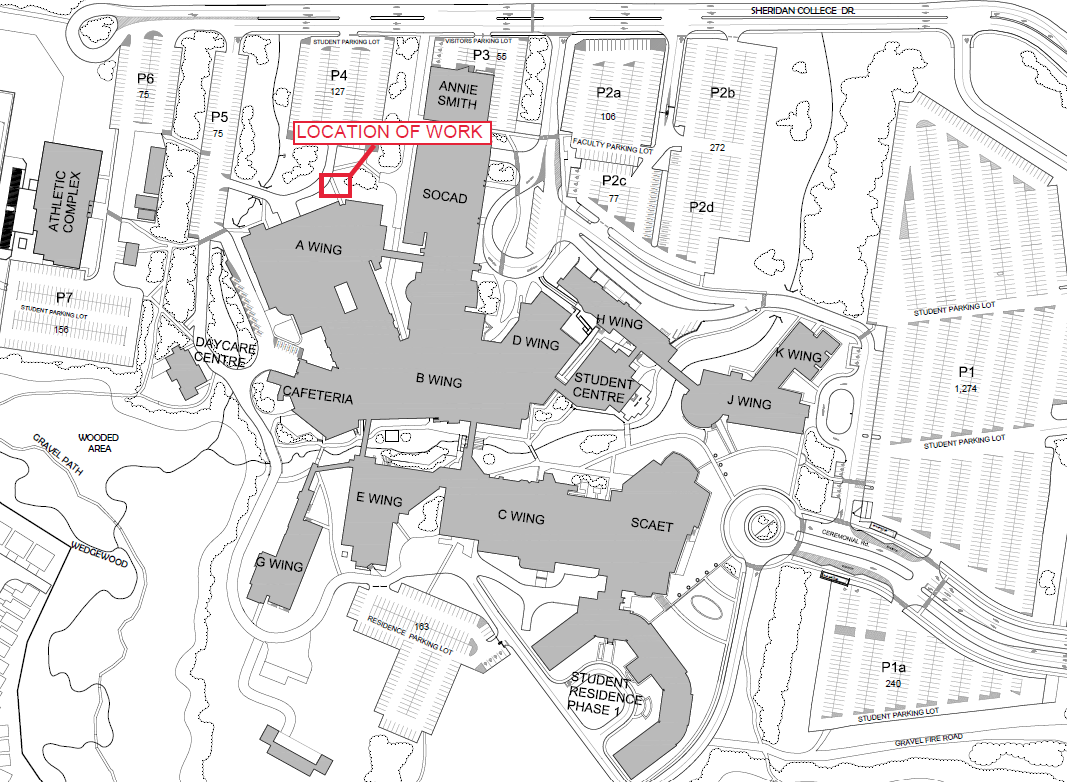 SHERIDAN COLLEGE DR.
STUDENT PARKING LOT
VISITORS PARKING LOT
P3 55
P6
75
P4
127
P5
75
ANNIE
SMITH
P2a
106
P2b
272
FACULTY PARKING LOT
P2c
77
P2d
LOCATION OF WORK
SOCAD
ATHLETIC
COMPLEX
A WING
P7
STUDENT PARKING LOT
156
DAYCARE
CENTRE
CAFETERIA
B WING
D WING
H WING
STUDENT
CENTRE
K WING
J WING
STUDENT PARKING LOT
P1
1,274
STUDENT PARKING LOT
WOODED
AREA
GRAVEL PATH
WEDGEWOOD
E WING
C WING
SCAET
G WING
CEREMONIAL Rd.
163
RESIDENCE PARKING LOT
STUDENT
RESIDENCE
PHASE 1
P1a
240
STUDENT PARKING LOT
GRAVEL FIRE ROAD